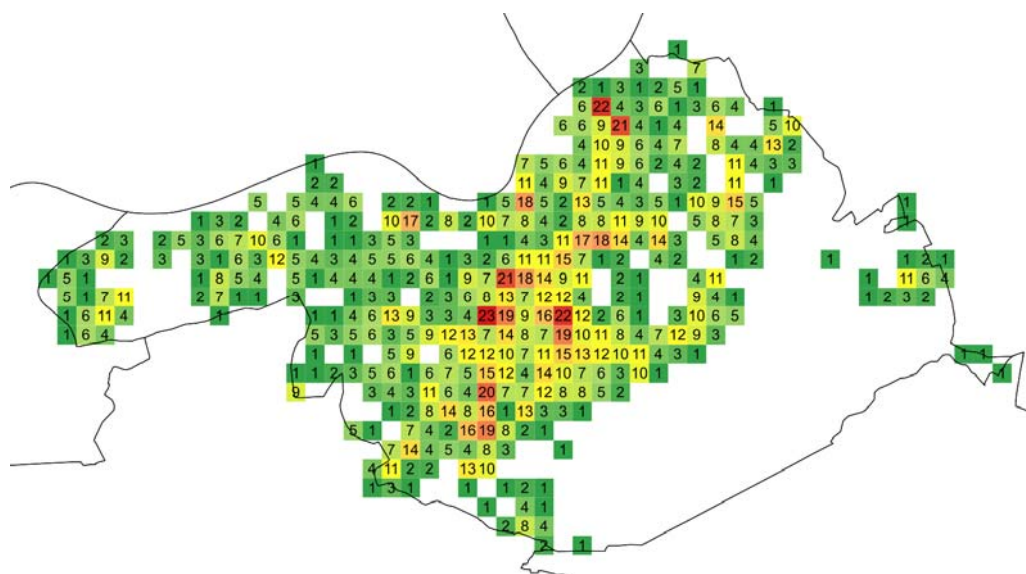 1
3 7
2 1 3 1 2 5 1
6 22 4 3 6 1 3 6 4 1
6 6 9 21 4 1 4 14 5 10
4 10 9 6 4 7 8 4 4 13 2
1 7 5 6 4 11 9 6 2 4 2 11 4 3 3
2 2 11 4 9 7 11 1 4 3 2 11 1
5 5 4 4 6 2 2 1 1 5 18 5 2 13 5 4 3 5 1 10 9 15 5 1
1 3 2 4 6 1 2 10 17 2 8 2 10 7 8 4 2 8 8 11 9 10 5 8 7 3
2 3 2 5 3 6 7 10 6 1 1 1 3 5 3 1 1 4 3 11 17 18 14 4 14 3 5 8 4
1 3 9 2 3 3 1 6 3 12 5 4 3 4 5 5 6 4 1 3 2 6 11 11 15 7 1 2 4 2 1 2 1 1 2 1
1 5 1 1 8 5 4 5 1 4 4 4 1 2 6 1 9 7 21 18 14 9 11 2 1 4 11 1 11 6 4
5 1 7 11 2 7 1 1 3 1 3 3 2 3 6 8 13 7 12 12 4 2 1 9 4 1 1 2 3 2
1 6 11 4 1 1 1 4 6 13 9 3 3 4 23 19 9 16 22 12 2 6 1 3 10 6 5
1 6 4 5 3 5 6 3 5 9 12 13 7 14 8 7 19 10 11 8 4 7 12 9 3
1 1 5 9 6 12 12 10 7 11 15 13 12 10 11 4 3 1 1 1
1 1 2 3 5 6 1 6 7 5 15 12 4 14 10 7 6 3 10 1 1
9 3 4 3 11 6 4 20 7 7 12 8 8 5 2
1 2 8 14 8 16 1 13 3 3 1
5 1 7 4 2 16 19 8 2 1
7 14 4 5 4 8 3 1
4 11 2 2 13 10
1 3 1 1 1 2 1
1 4 1
2 8 4
2 1